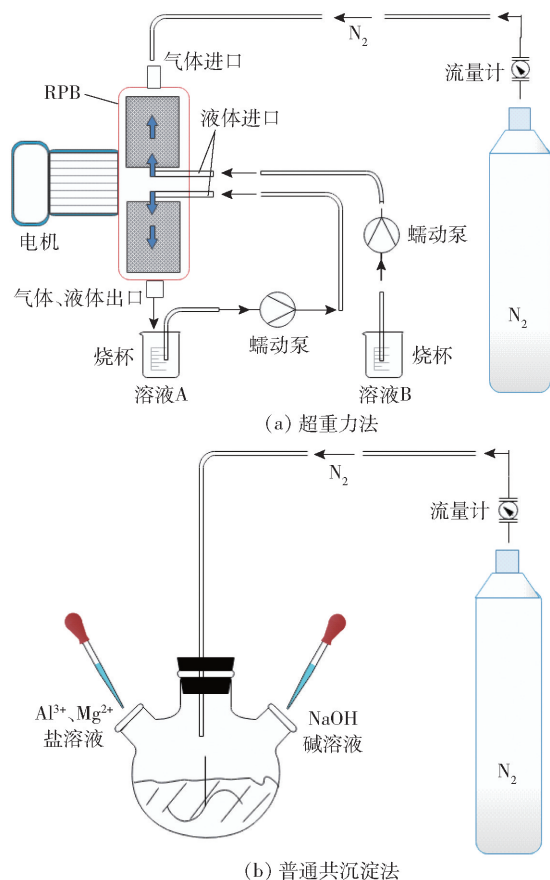 N₂
气体进口
流量计
RPB
液体进口
电机
蠕动泵
气体、液体出口
N₂
烧杯
蠕动泵
烧杯
溶液A
溶液B
(a) 超重力法
N₂
流量计
Al³⁺、Mg²⁺
盐溶液
NaOH
碱溶液
N₂
(b) 普通共沉淀法